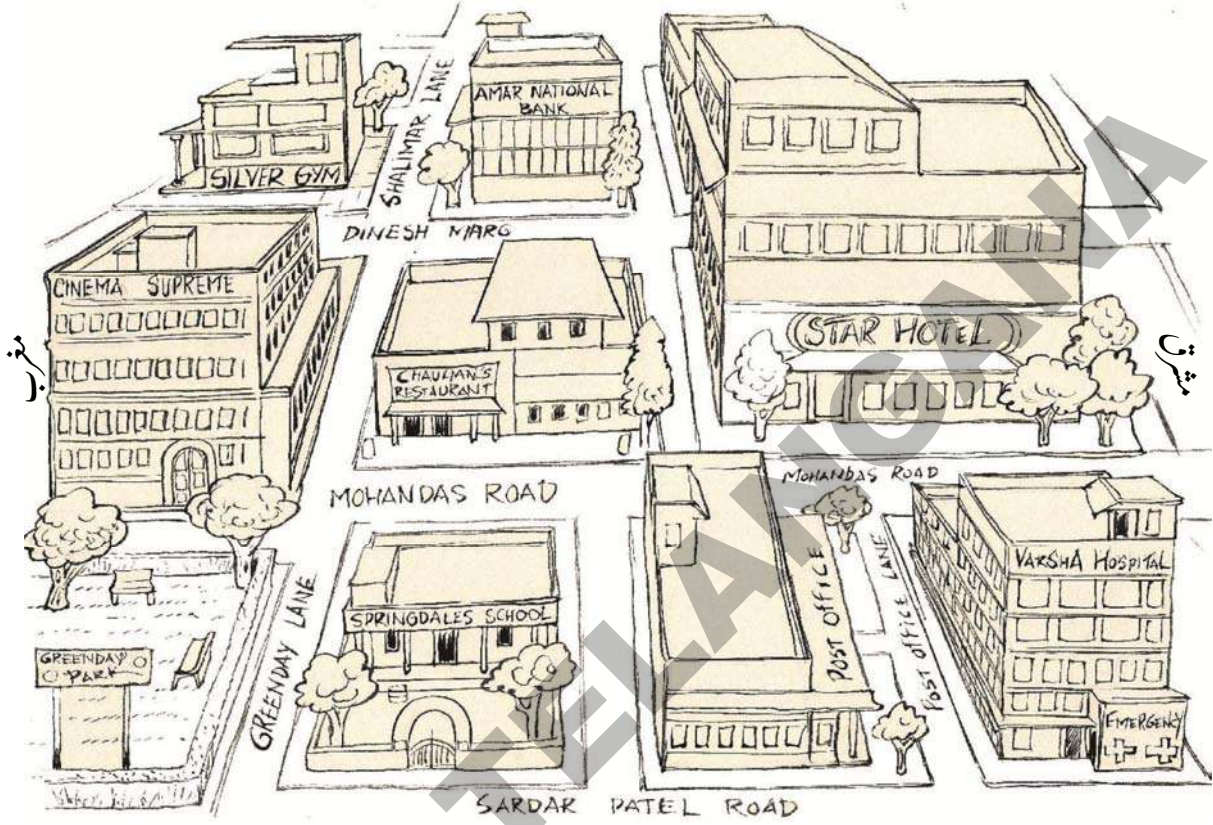 SHALIMAR LANE
AMAR NATIONAL
BANK
SILVER GYM
DINESH MARG
CINEMA SUPREME
STAR HOTEL
CHAULMAN'S
RESTAURANT
MOHANDAS ROAD
MOHANDAS ROAD
VARSHA HOSPITAL
SPRINGDALES SCHOOL
POST OFFICE
POST OFFICE LANE
GREENDAY LANE
GREENDAY
PARK
EMERGENCY
SARDAR PATEL ROAD
TELANGANA